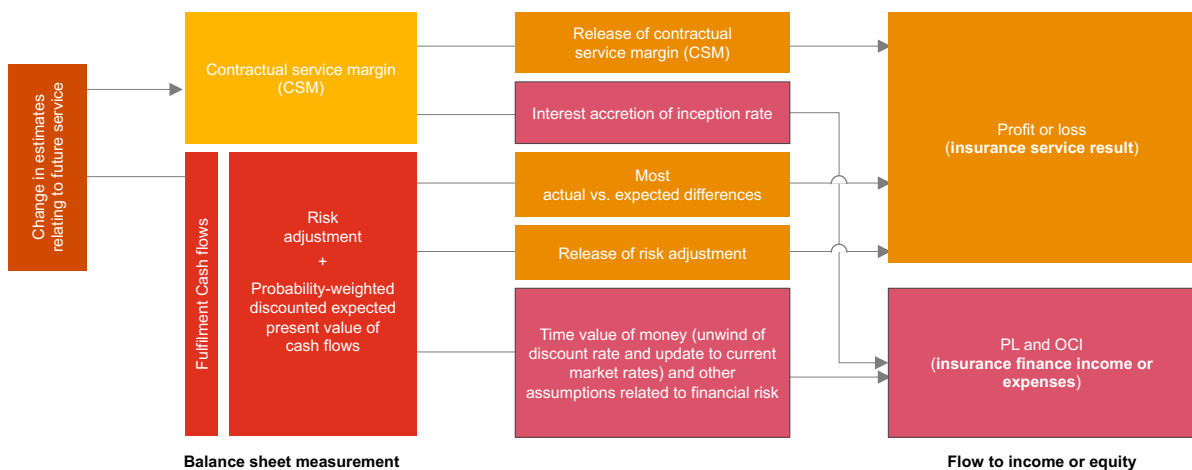 Change in estimates
relating to future service
Contractual service margin
(CSM)
Fulfilment Cash flows
Risk
adjustment
+
Probability-weighted
discounted expected
present value of
cash flows
Balance sheet measurement
Release of contractual
service margin (CSM)
Interest accretion of inception rate
Most
actual vs. expected differences
Release of risk adjustment
Time value of money (unwind of
discount rate and update to current
market rates) and other
assumptions related to financial risk
Profit or loss
(insurance service result)
PL and OCI
(insurance finance income or
expenses)
Flow to income or equity